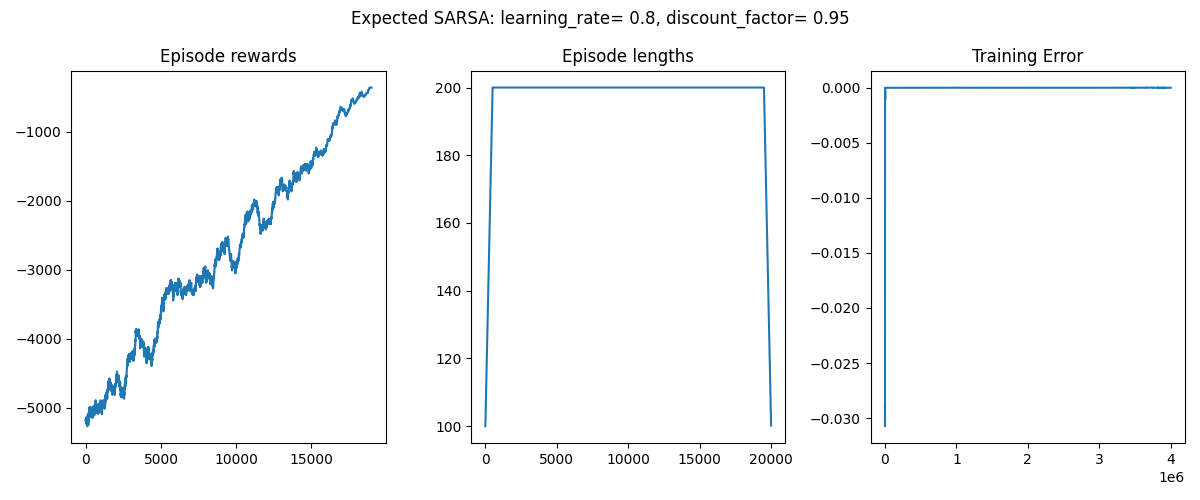 Expected SARSA: learning_rate= 0.8, discount_factor= 0.95
Episode rewards
−1000
−2000
−3000
−4000
−5000
0 5000 10000 15000
Episode lengths
200
180
160
140
120
100
0 5000 10000 15000 20000
Training Error
0.000
−0.005
−0.010
−0.015
−0.020
−0.025
−0.030
0 1 2 3 4
1e6